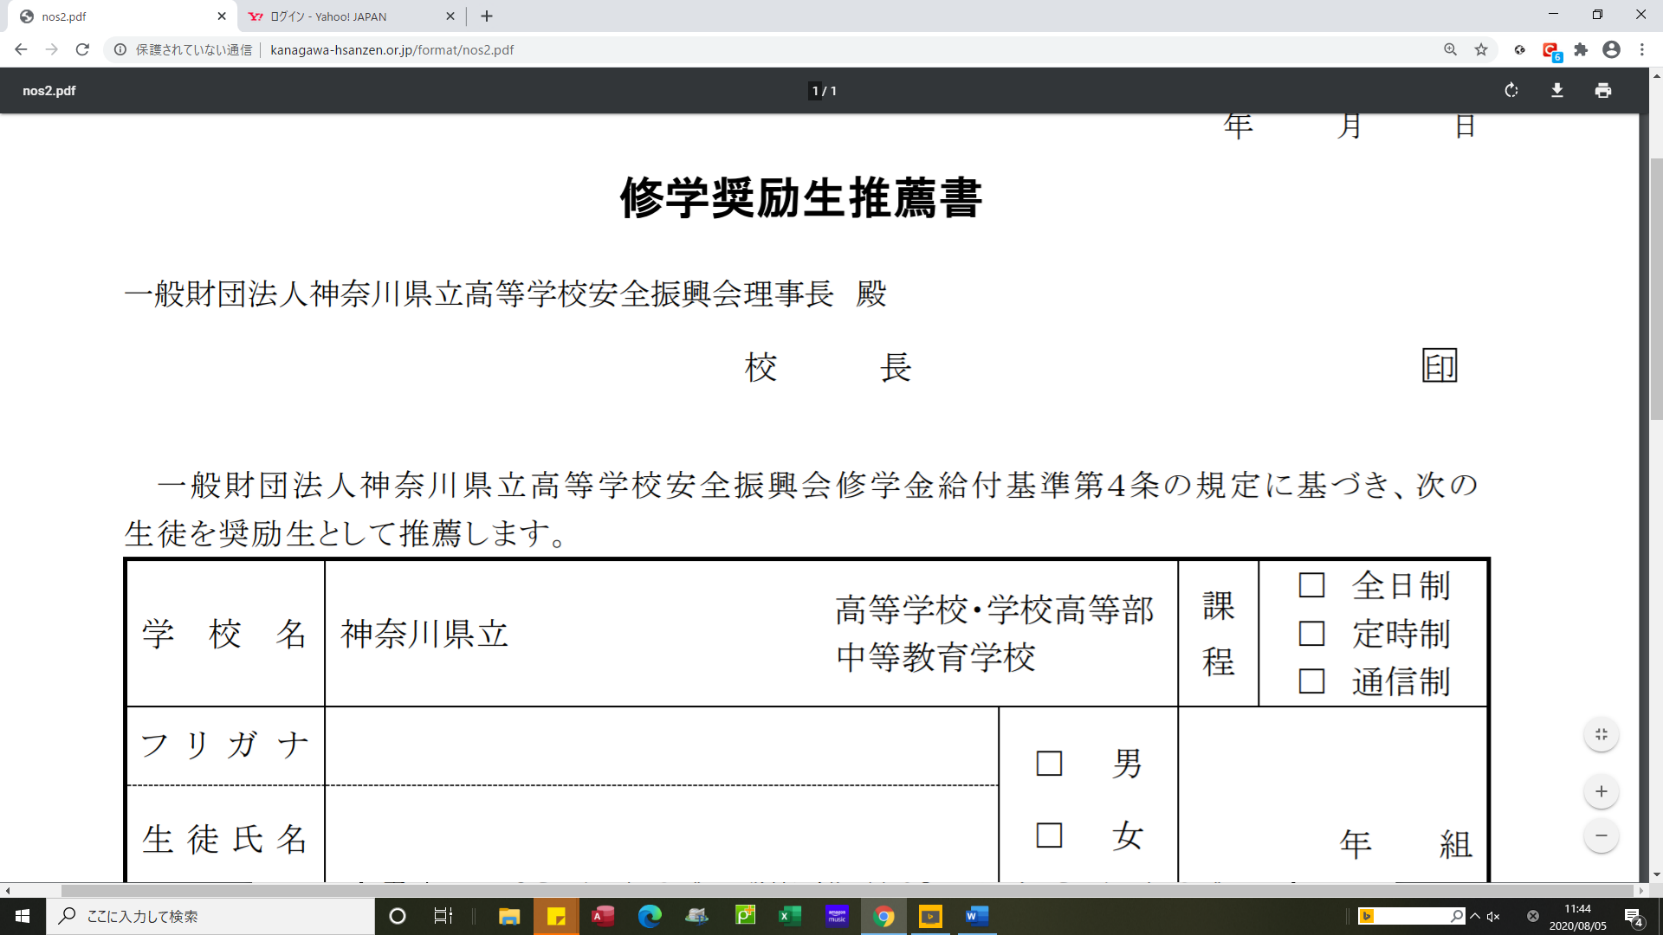 nos2.pdf
ログイン - Yahoo! JAPAN
保護されていない通信 | kanagawa-hsanzen.or.jp/format/nos2.pdf
6
nos2.pdf
1 / 1
年 月 日
修学奨励生推薦書
一般財団法人神奈川県立高等学校安全振興会理事長 殿
校 長 印
一般財団法人神奈川県立高等学校安全振興会修学金給付基準第4条の規定に基づき、次の
生徒を奨励生として推薦します。
学 校 名
神奈川県立
高等学校・学校高等部
中等教育学校
課
程
□ 全日制
□ 定時制
□ 通信制
フリガナ
生徒氏名
□ 男
□ 女
年 組
ここに入力して検索
amazon
music
11:44
2020/08/05
4